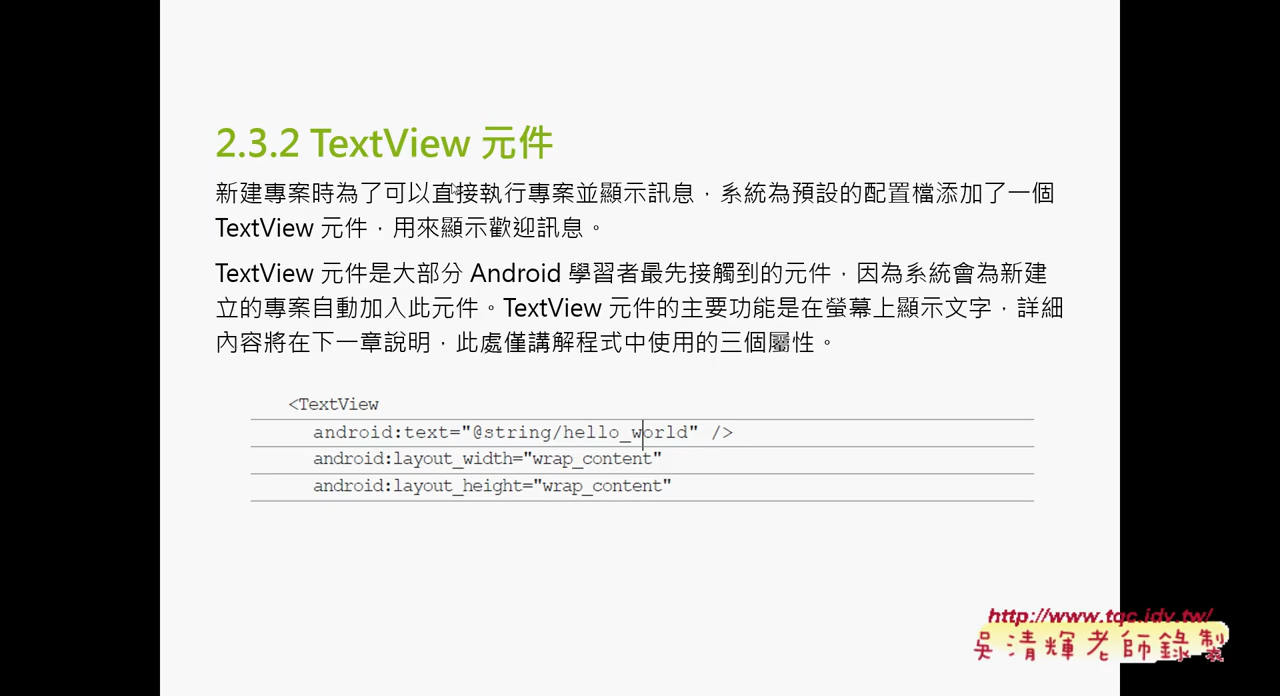 2.3.2 TextView 元件
新建專案時為了可以直接執行專案並顯示訊息，系統為預設的配置檔添加了一個
TextView 元件，用來顯示歡迎訊息。
TextView 元件是大部分 Android 學習者最先接觸到的元件，因為系統會為新建
立的專案自動加入此元件。TextView 元件的主要功能是在螢幕上顯示文字，詳細
內容將在下一章說明，此處僅講解程式中使用的三個屬性。
<TextView
android:text="@string/hello_world" />
android:layout_width="wrap_content"
android:layout_height="wrap_content"
http://www.tqc.idv.tw/
吳清輝老師錄製